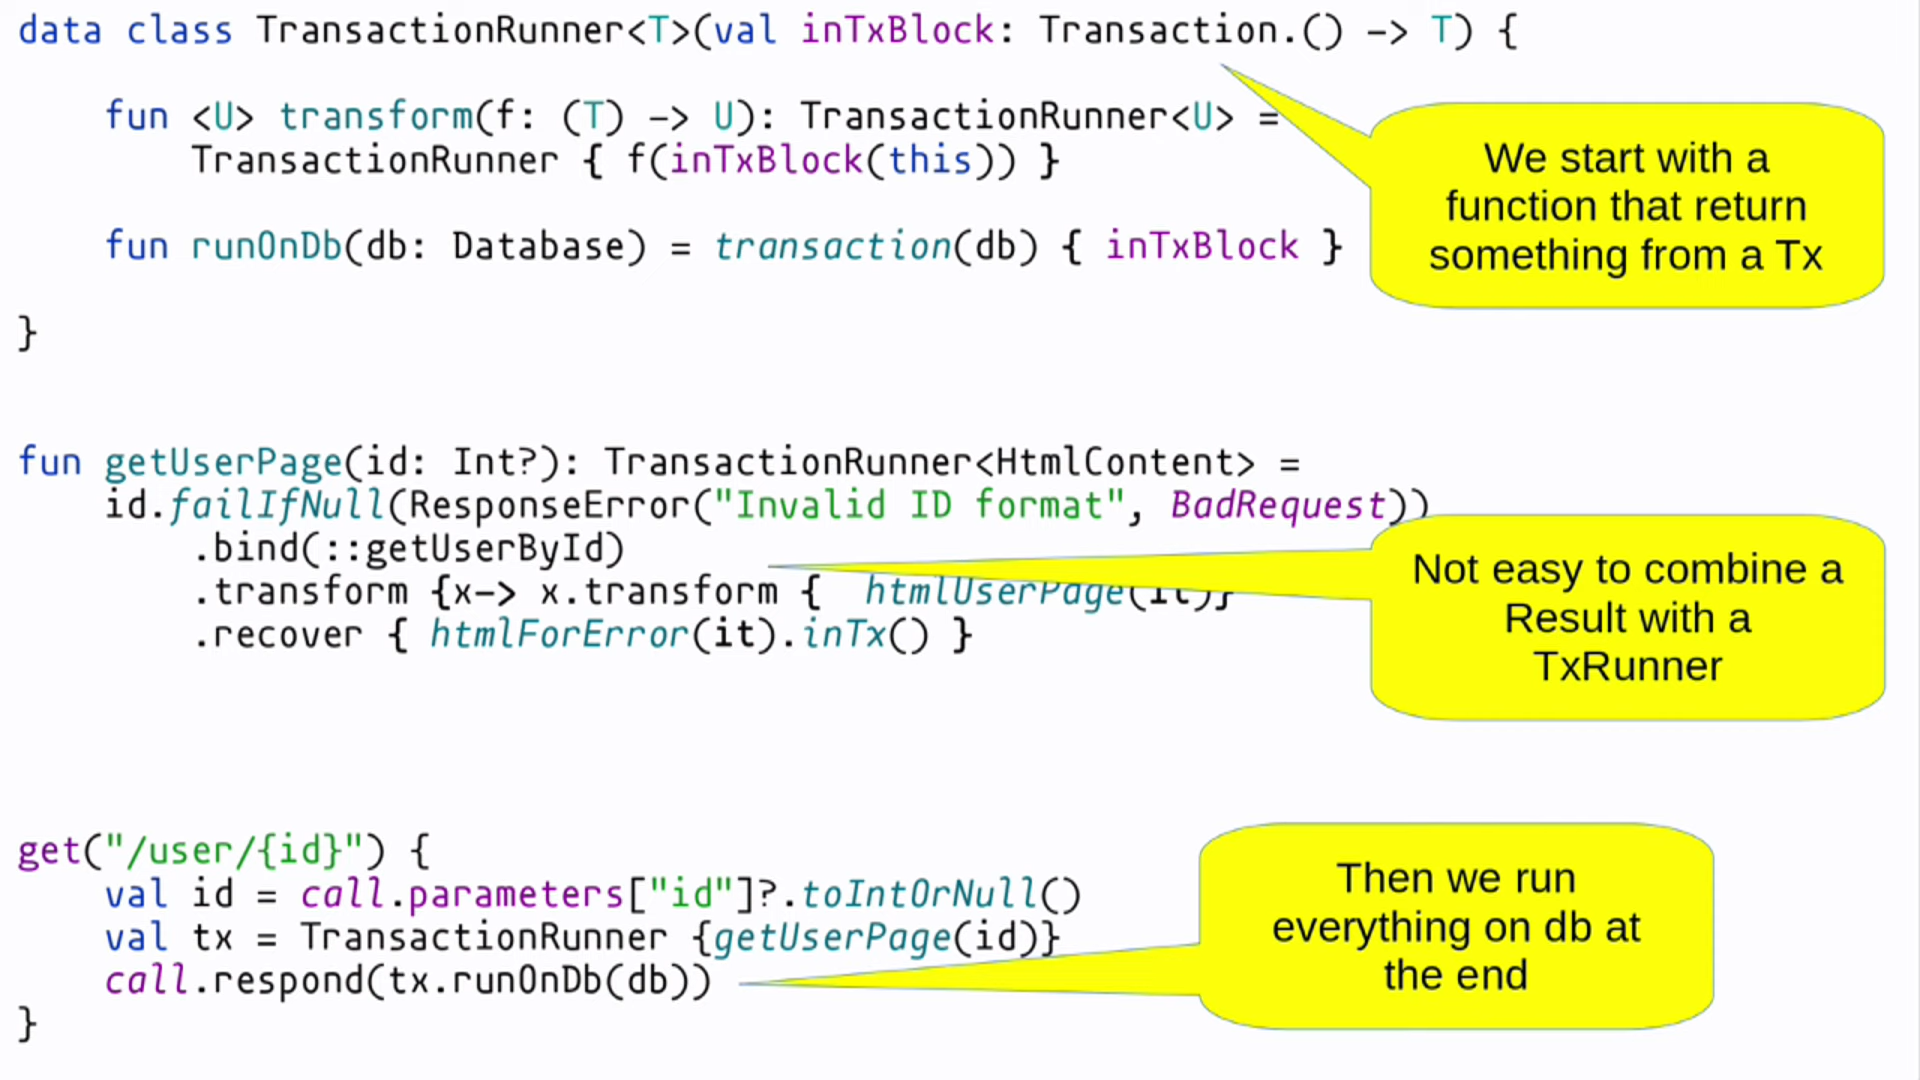 data class TransactionRunner<T>(val inTxBlock: Transaction.() -> T) {
fun <U> transform(f: (T) -> U): TransactionRunner<U> =
TransactionRunner { f(inTxBlock(this)) }
fun runOnDb(db: Database) = transaction(db) { inTxBlock }
}
We start with a
function that return
something from a Tx
fun getUserPage(id: Int?): TransactionRunner<HtmlContent> =
id.failIfNull(ResponseError("Invalid ID format", BadRequest))
.bind(::getUserById)
.transform {x-> x.transform {  htmlUserPage(it)}
.recover { htmlForError(it).inTx() }
Not easy to combine a
Result with a
TxRunner
get("/user/{id}") {
val id = call.parameters["id"]?.toIntOrNull()
val tx = TransactionRunner {getUserPage(id)}
call.respond(tx.runOnDb(db))
}
Then we run
everything on db at
the end